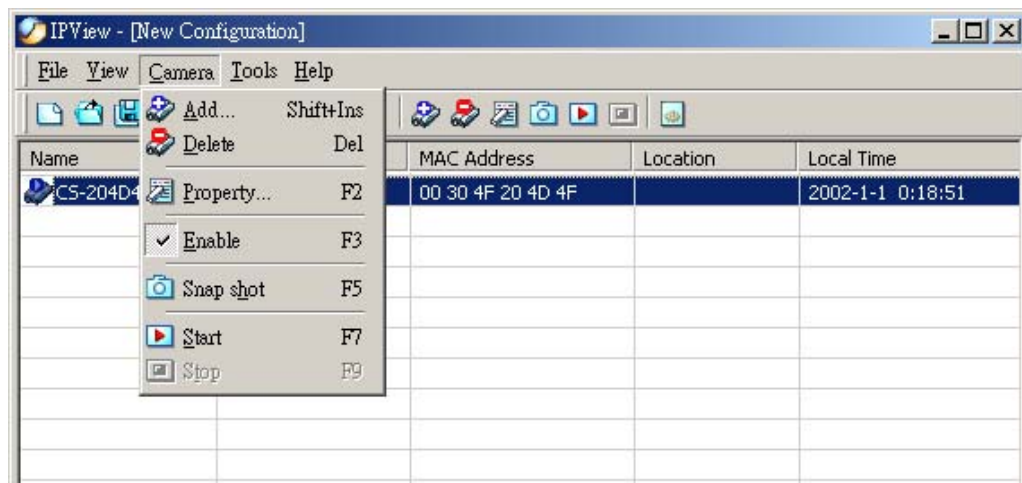 IPView - [New Configuration]
File View Camera Tools Help
Add... Shift+Ins
Delete Del
Property... F2
Enable F3
Snap shot F5
Start F7
Stop F9
Name MAC Address Location Local Time
CS-204D4 00 30 4F 20 4D 4F 2002-1-1 0:18:51